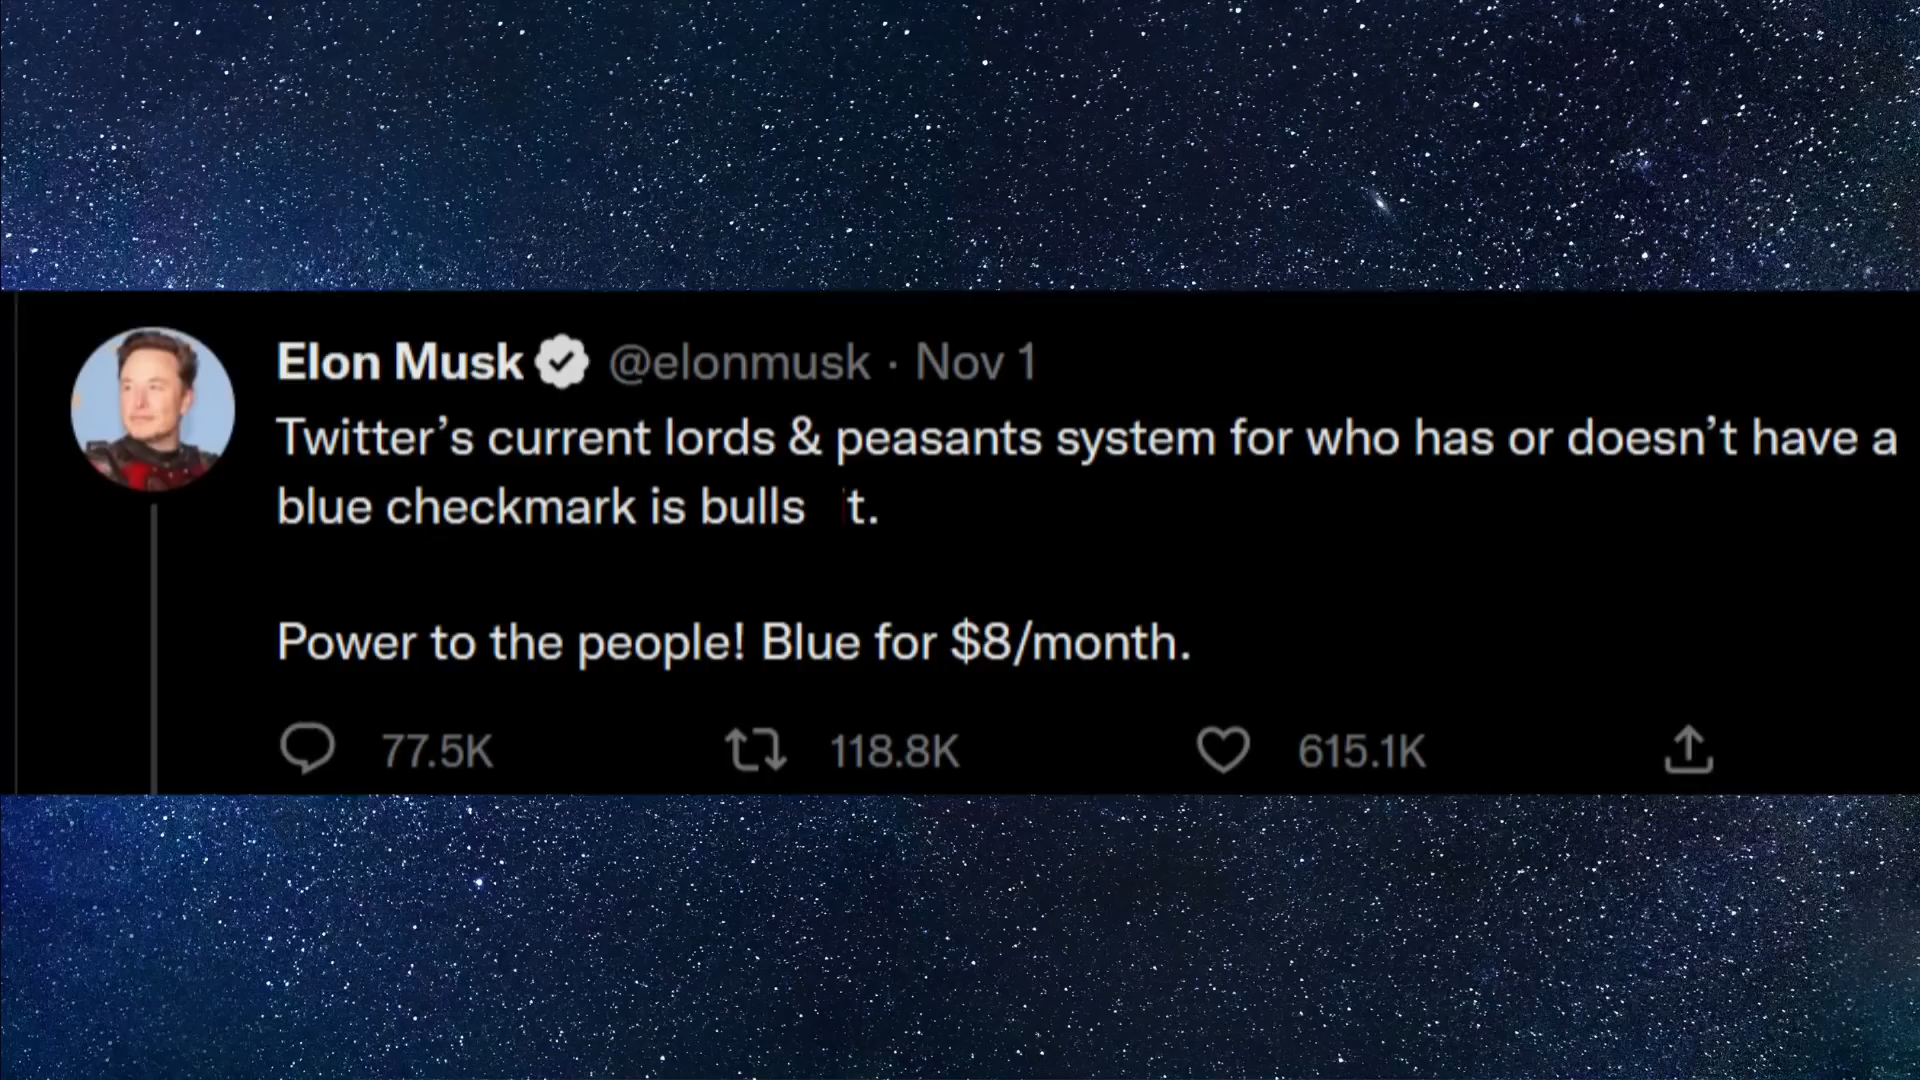 Elon Musk @elonmusk · Nov 1
Twitter’s current lords & peasants system for who has or doesn’t have a
blue checkmark is bulls t.
Power to the people! Blue for $8/month.
77.5K 118.8K 615.1K